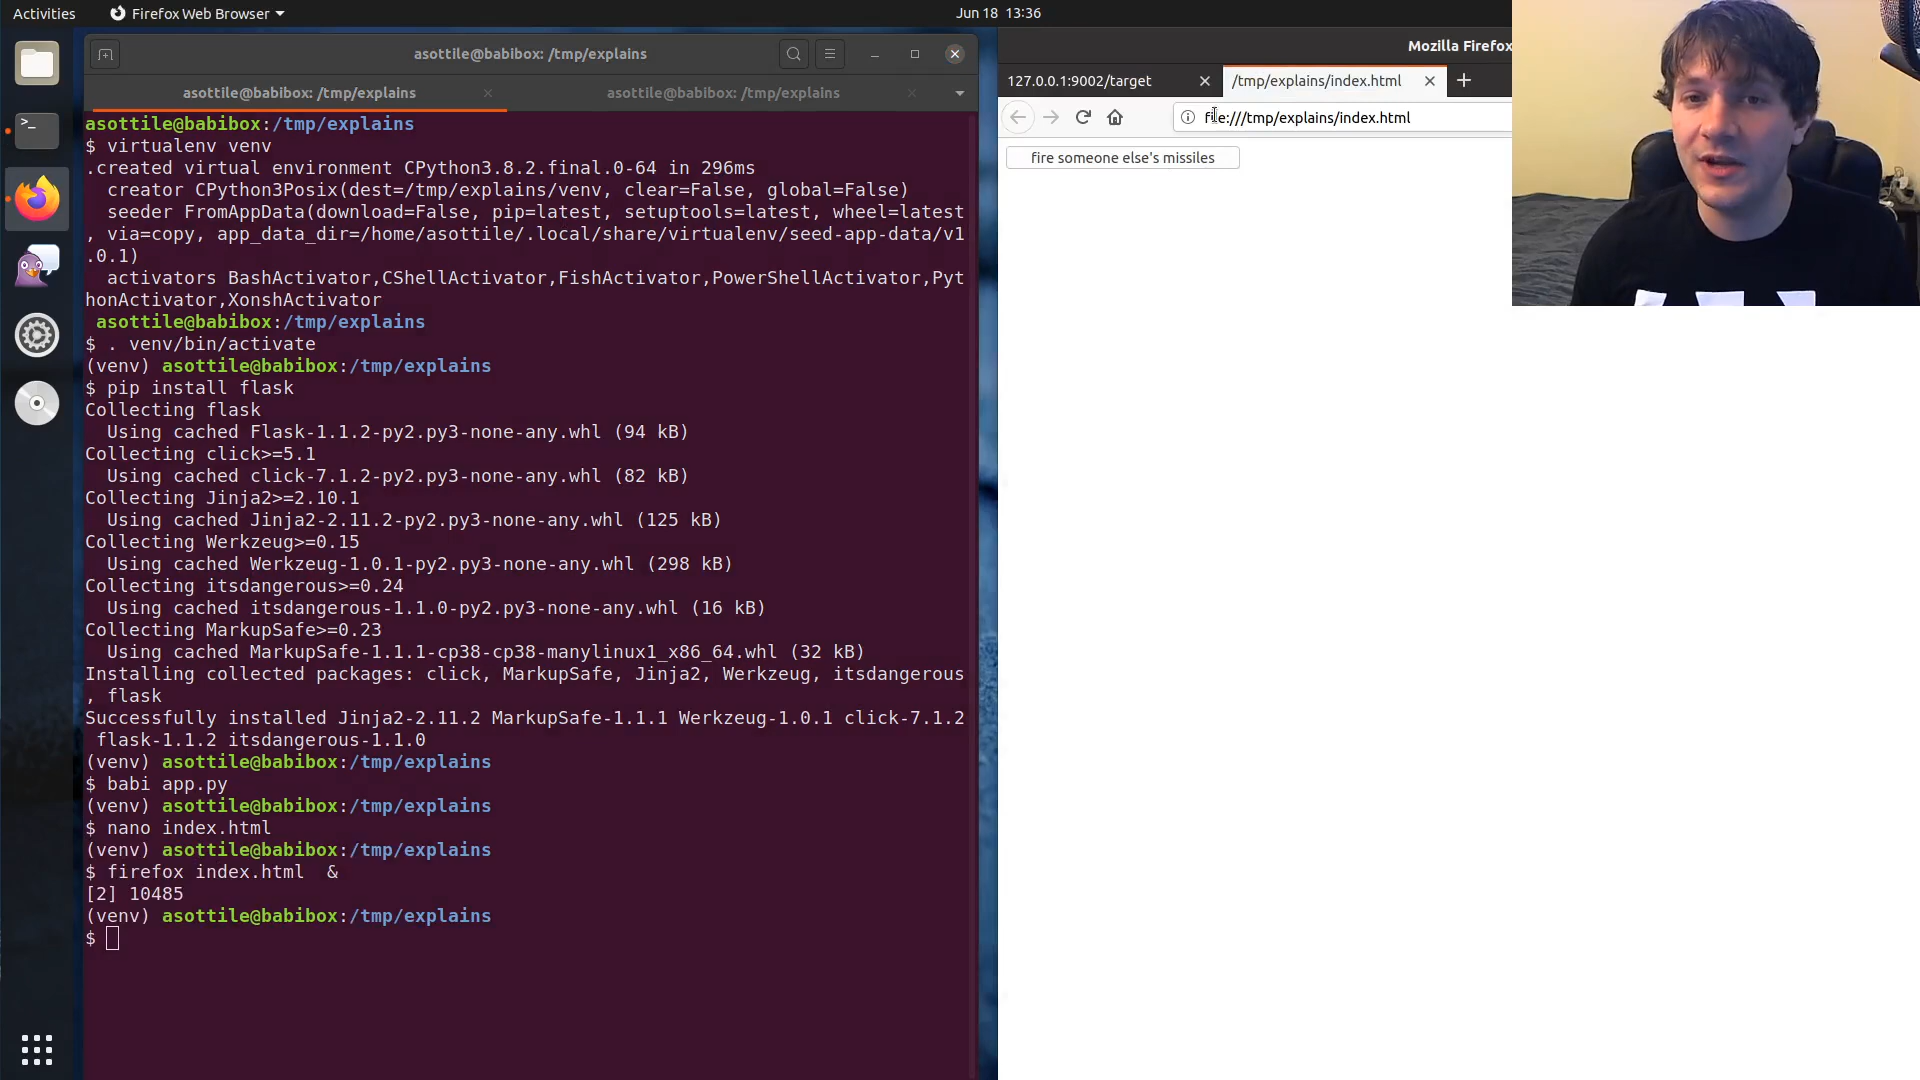 Activities
Firefox Web Browser
Jun 18 13:36
asottile@babibox: /tmp/explains
asottile@babibox: /tmp/explains
asottile@babibox: /tmp/explains
asottile@babibox:/tmp/explains
$ virtualenv venv
.created virtual environment CPython3.8.2.final.0-64 in 296ms
creator CPython3Posix(dest=/tmp/explains/venv, clear=False, global=False)
seeder FromAppData(download=False, pip=latest, setuptools=latest, wheel=latest
, via=copy, app_data_dir=/home/asottile/.local/share/virtualenv/seed-app-data/v1
.0.1)
activators BashActivator,CShellActivator,FishActivator,PowerShellActivator,Pyt
honActivator,XonshActivator
asottile@babibox:/tmp/explains
$ . venv/bin/activate
(venv) asottile@babibox:/tmp/explains
$ pip install flask
Collecting flask
Using cached Flask-1.1.2-py2.py3-none-any.whl (94 kB)
Collecting click>=5.1
Using cached click-7.1.2-py2.py3-none-any.whl (82 kB)
Collecting Jinja2>=2.10.1
Using cached Jinja2-2.11.2-py2.py3-none-any.whl (125 kB)
Collecting Werkzeug>=0.15
Using cached Werkzeug-1.0.1-py2.py3-none-any.whl (298 kB)
Collecting itsdangerous>=0.24
Using cached itsdangerous-1.1.0-py2.py3-none-any.whl (16 kB)
Collecting MarkupSafe>=0.23
Using cached MarkupSafe-1.1.1-cp38-cp38-manylinux1_x86_64.whl (32 kB)
Installing collected packages: click, MarkupSafe, Jinja2, Werkzeug, itsdangerous
, flask
Successfully installed Jinja2-2.11.2 MarkupSafe-1.1.1 Werkzeug-1.0.1 click-7.1.2
flask-1.1.2 itsdangerous-1.1.0
(venv) asottile@babibox:/tmp/explains
$ babi app.py
(venv) asottile@babibox:/tmp/explains
$ nano index.html
(venv) asottile@babibox:/tmp/explains
$ firefox index.html &
[2] 10485
(venv) asottile@babibox:/tmp/explains
$
Mozilla Firefox
127.0.0.1:9002/target
/tmp/explains/index.html
file:///tmp/explains/index.html
fire someone else's missiles